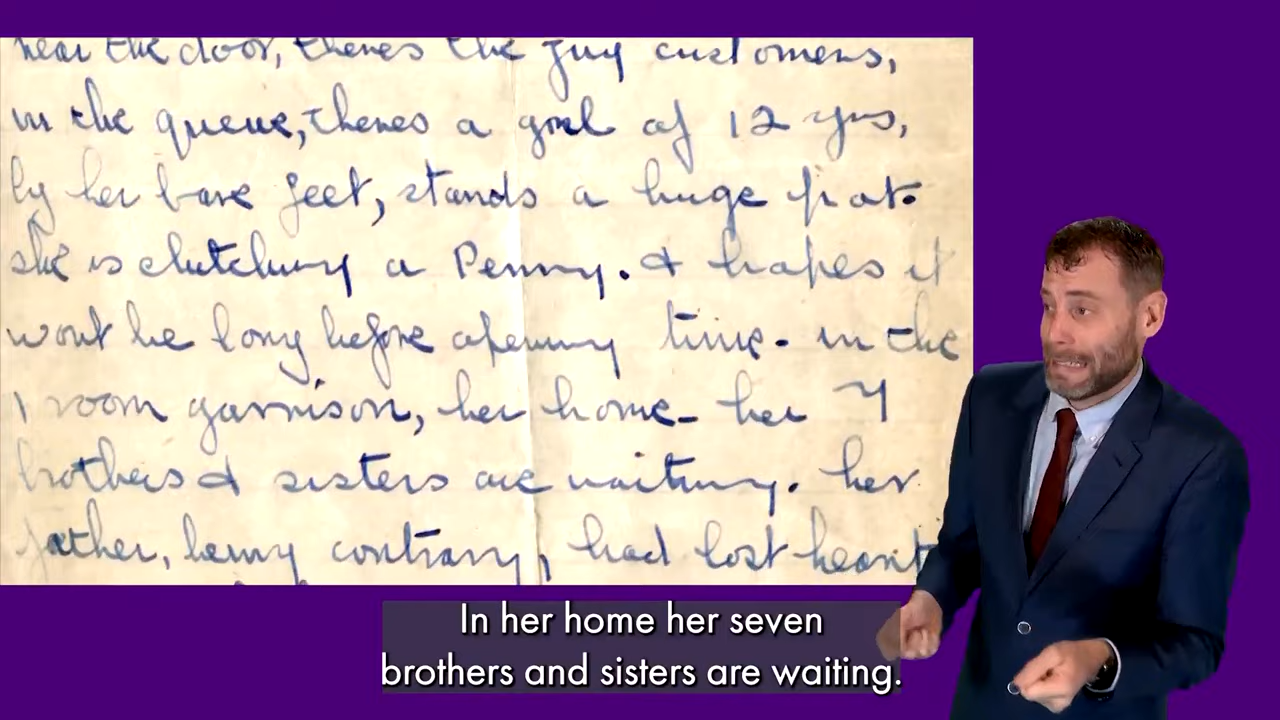 near the door, theres the guy customers,
in the queue, theres a girl of 12 yrs,
by her bare feet, stands a huge pot.
she is clutching a Penny. & hopes it
wont be long before opening time. in the
1 room garrison, her home - her 7
brothers & sisters are waiting. her
father, being contrary, had lost heart
In her home her seven
brothers and sisters are waiting.